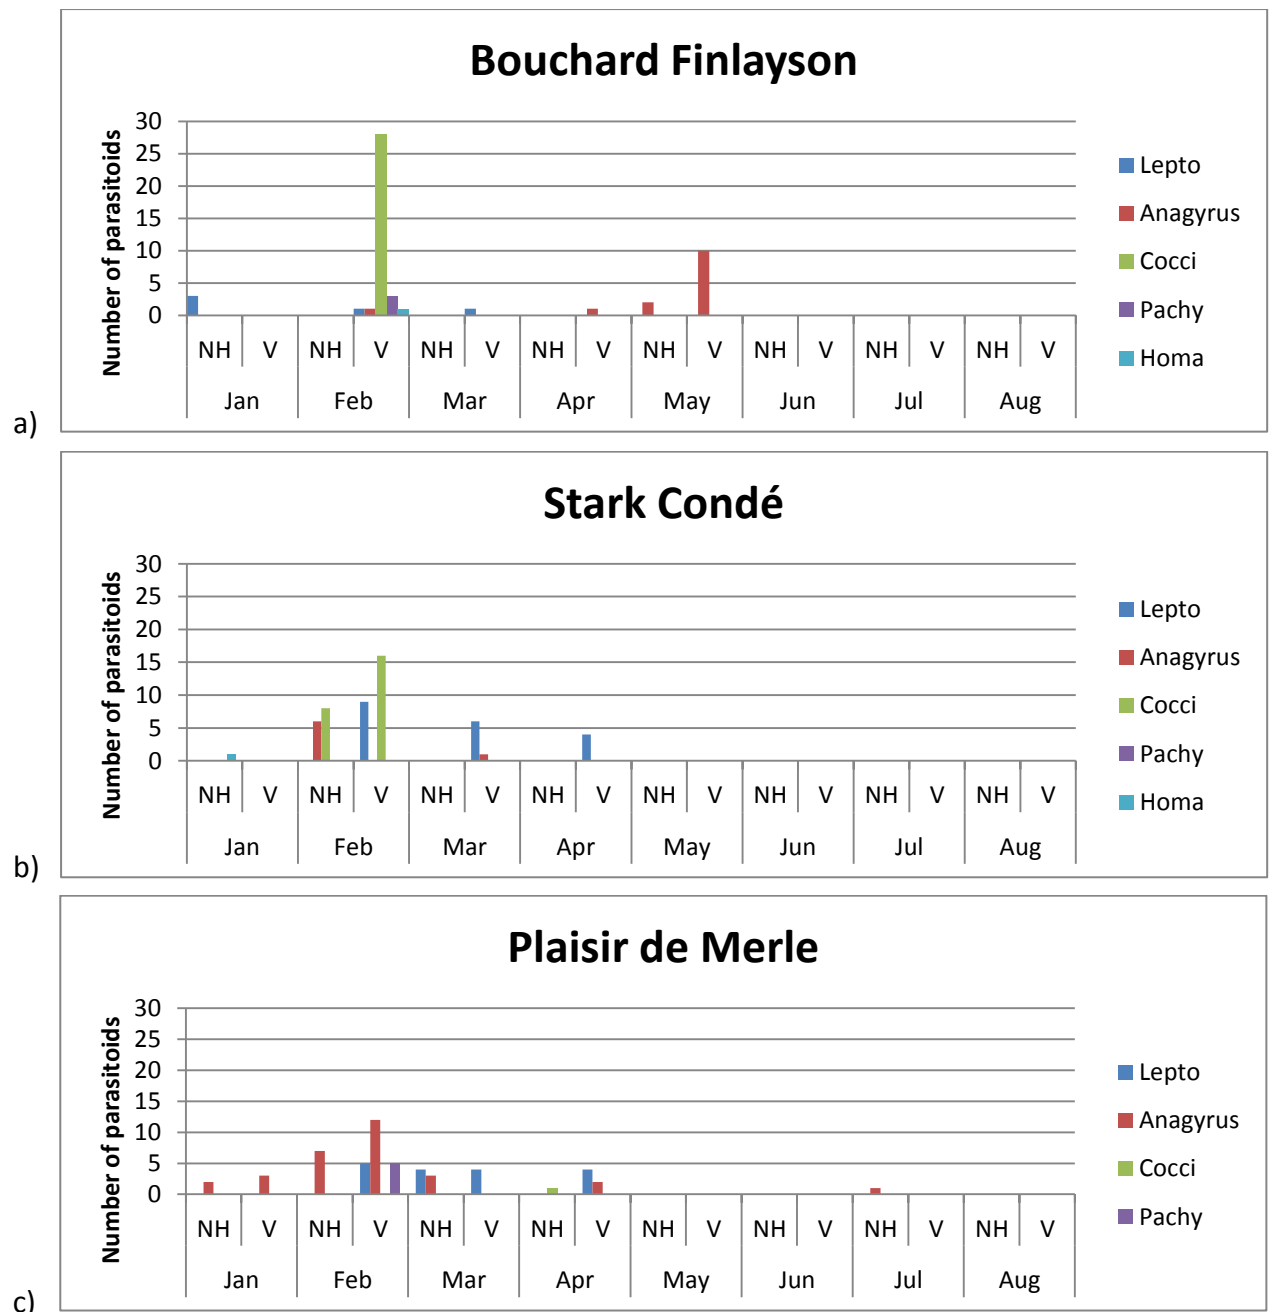 Bouchard Finlayson
Number of parasitoids
30
25
20
15
10
5
0
NH V NH V NH V NH V NH V NH V NH V NH V
Jan Feb Mar Apr May Jun Jul Aug
Lepto
Anagyrus
Cocci
Pachy
Homa
a)
Stark Condé
Number of parasitoids
30
25
20
15
10
5
0
NH V NH V NH V NH V NH V NH V NH V NH V
Jan Feb Mar Apr May Jun Jul Aug
Lepto
Anagyrus
Cocci
Pachy
Homa
b)
Plaisir de Merle
Number of parasitoids
30
25
20
15
10
5
0
NH V NH V NH V NH V NH V NH V NH V NH V
Jan Feb Mar Apr May Jun Jul Aug
Lepto
Anagyrus
Cocci
Pachy
c)